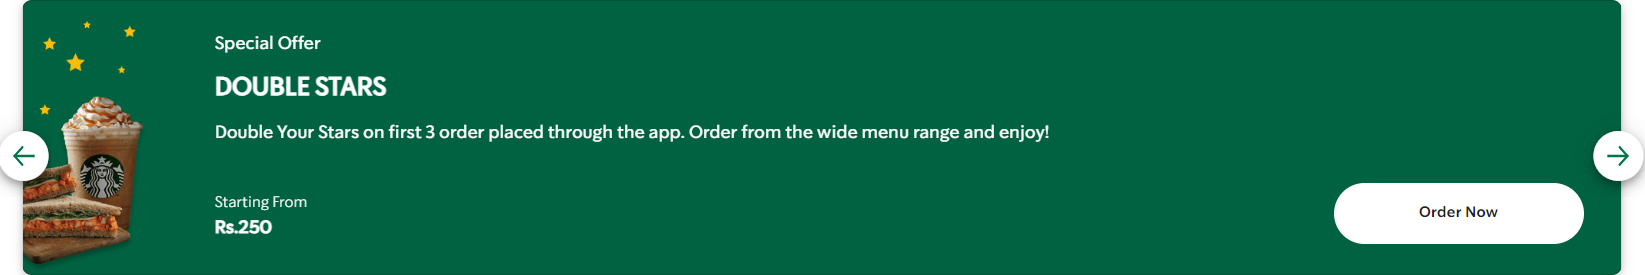 Special Offer
DOUBLE STARS
Double Your Stars on first 3 order placed through the app. Order from the wide menu range and enjoy!
Starting From
Rs.250
Order Now